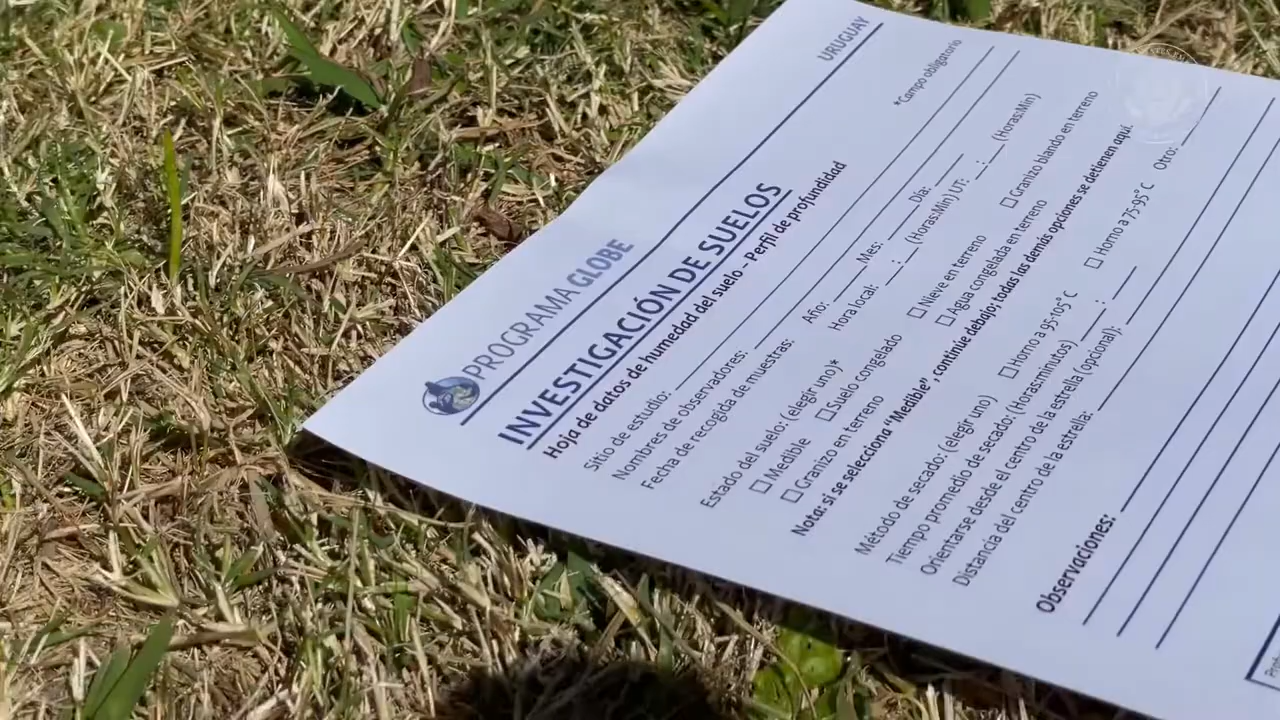 PROGRAMA GLOBE URUGUAY
INVESTIGACIÓN DE SUELOS
Hoja de datos de humedad del suelo – Perfil de profundidad
*Campo obligatorio
Sitio de estudio:
Nombres de observadores:
Fecha de recogida de muestras: Año: Mes: Día:
Hora local: : (Horas:Min) UT: : (Horas:Min)
Estado del suelo: (elegir uno)*
Medible Suelo congelado Nieve en terreno Granizo blando en terreno
Granizo en terreno Agua congelada en terreno
Nota: si se selecciona “Medible”, continúe debajo; todas las demás opciones se detienen aquí.
Método de secado: (elegir uno) Horno a 95-105° C Horno a 75-95° C Otro:
Tiempo promedio de secado: (Horas:minutos) :
Orientarse desde el centro de la estrella (opcional);
Distancia del centro de la estrella:
Observaciones: